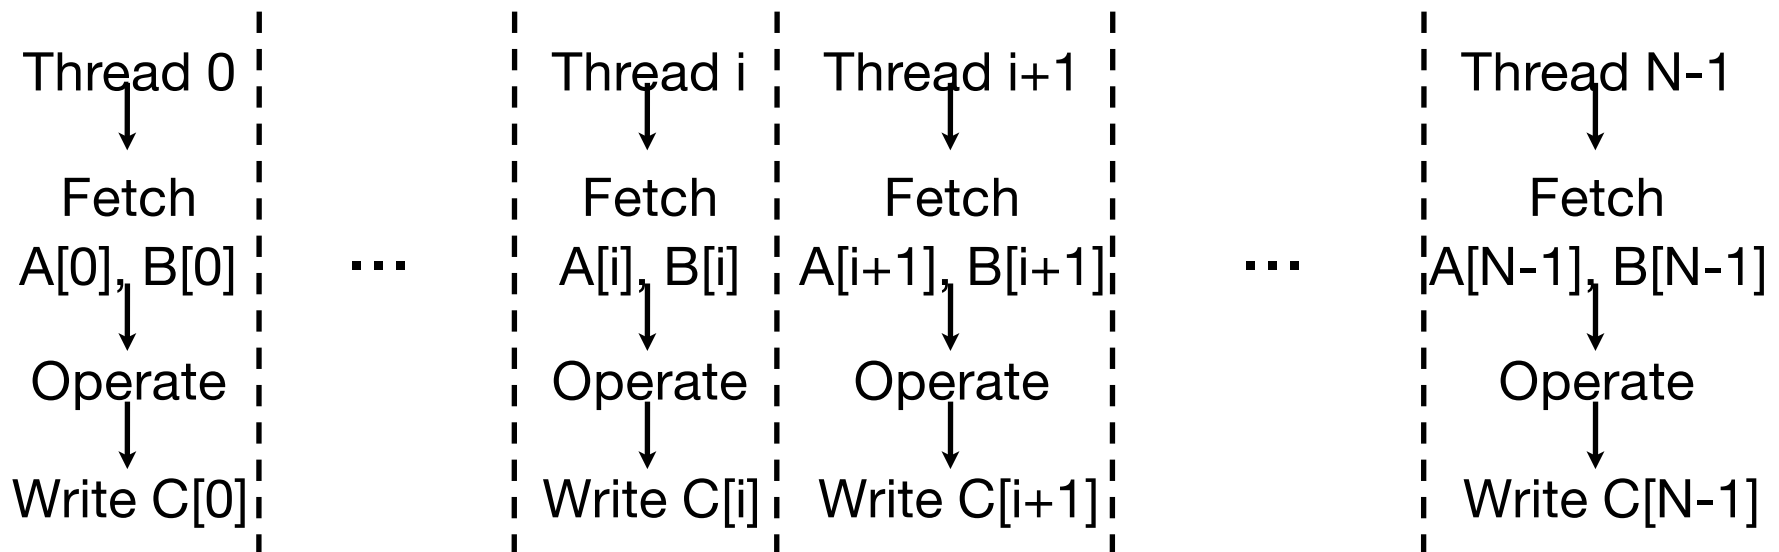 Thread 0
Fetch
A[0], B[0]
Operate
Write C[0]
...
Thread i
Fetch
A[i], B[i]
Operate
Write C[i]
Thread i+1
Fetch
A[i+1], B[i+1]
Operate
Write C[i+1]
...
Thread N-1
Fetch
A[N-1], B[N-1]
Operate
Write C[N-1]